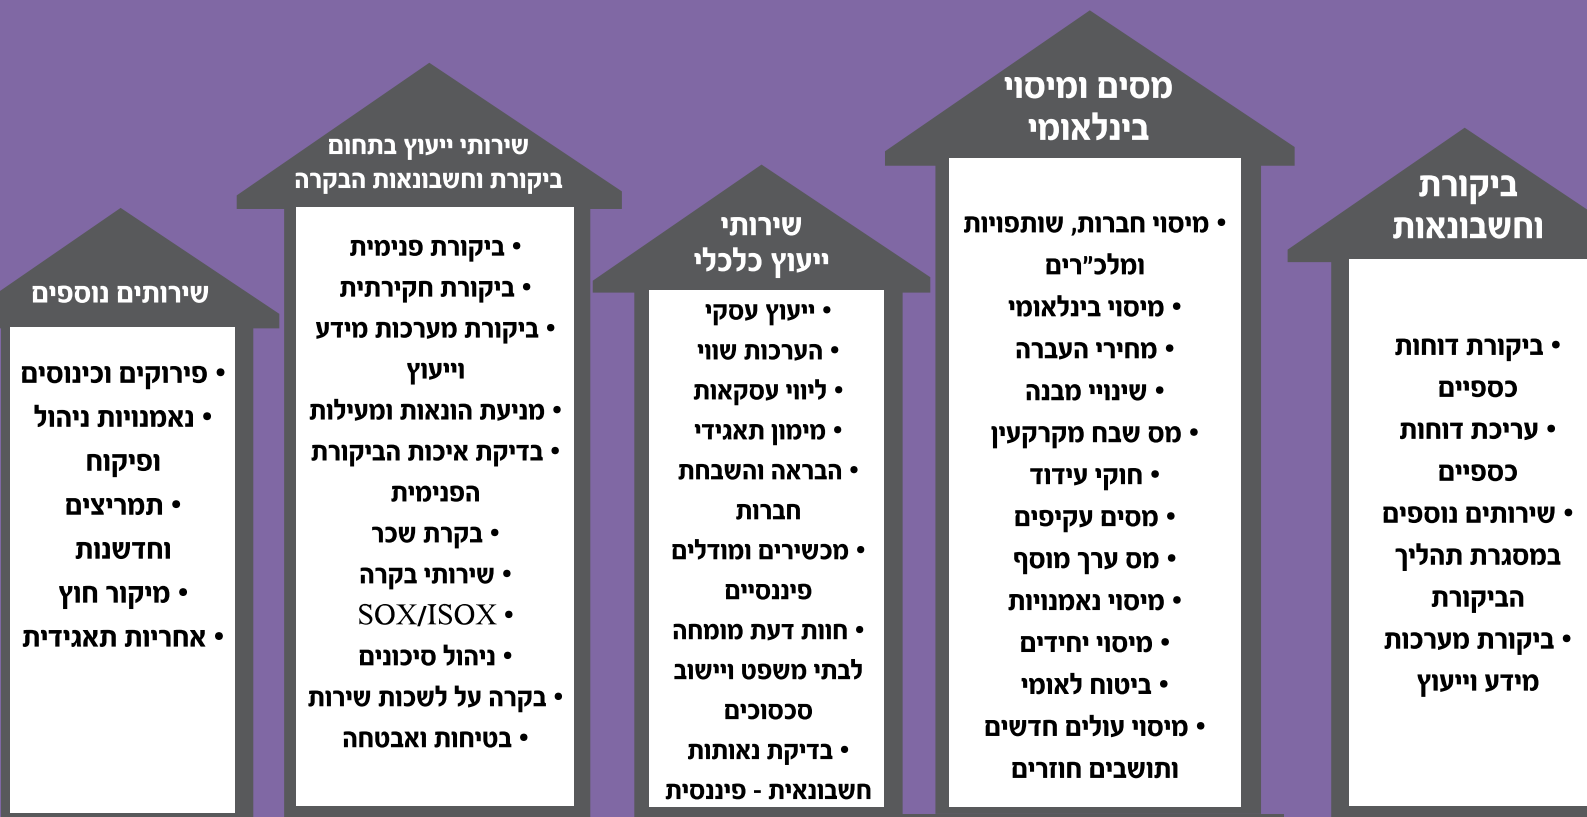 ביקורת
וחשבונאות
• ביקורת דוחות
כספיים
• עריכת דוחות
כספיים
• שירותים נוספים
במסגרת תהליך
הביקורת
• ביקורת מערכות
מידע וייעוץ
מסים ומיסוי
בינלאומי
• מיסוי חברות, שותפויות
ומלכ"רים
• מיסוי בינלאומי
• מחירי העברה
• שינויי מבנה
• מס שבח מקרקעין
• חוקי עידוד
• מסים עקיפים
• מס ערך מוסף
• מיסוי נאמנויות
• מיסוי יחידים
• ביטוח לאומי
• מיסוי עולים חדשים
ותושבים חוזרים
שירותי
ייעוץ כלכלי
• ייעוץ עסקי
• הערכות שווי
• ליווי עסקאות
• מימון תאגידי
• הבראה והשבחת
חברות
• מכשירים ומודלים
פיננסיים
• חוות דעת מומחה
לבתי משפט ויישוב
סכסוכים
• בדיקת נאותות
חשבונאית - פיננסית
שירותי ייעוץ בתחום
ביקורת וחשבונאות הבקרה
• ביקורת פנימית
• ביקורת חקירתית
• ביקורת מערכות מידע
וייעוץ
• מניעת הונאות ומעילות
• בדיקת איכות הביקורת
הפנימית
• בקרת שכר
• שירותי בקרה
• SOX/ISOX
• ניהול סיכונים
• בקרה על לשכות שירות
• בטיחות ואבטחה
שירותים נוספים
• פירוקים וכינוסים
• נאמנויות ניהול
ופיקוח
• תמריצים
וחדשנות
• מיקור חוץ
• אחריות תאגידית